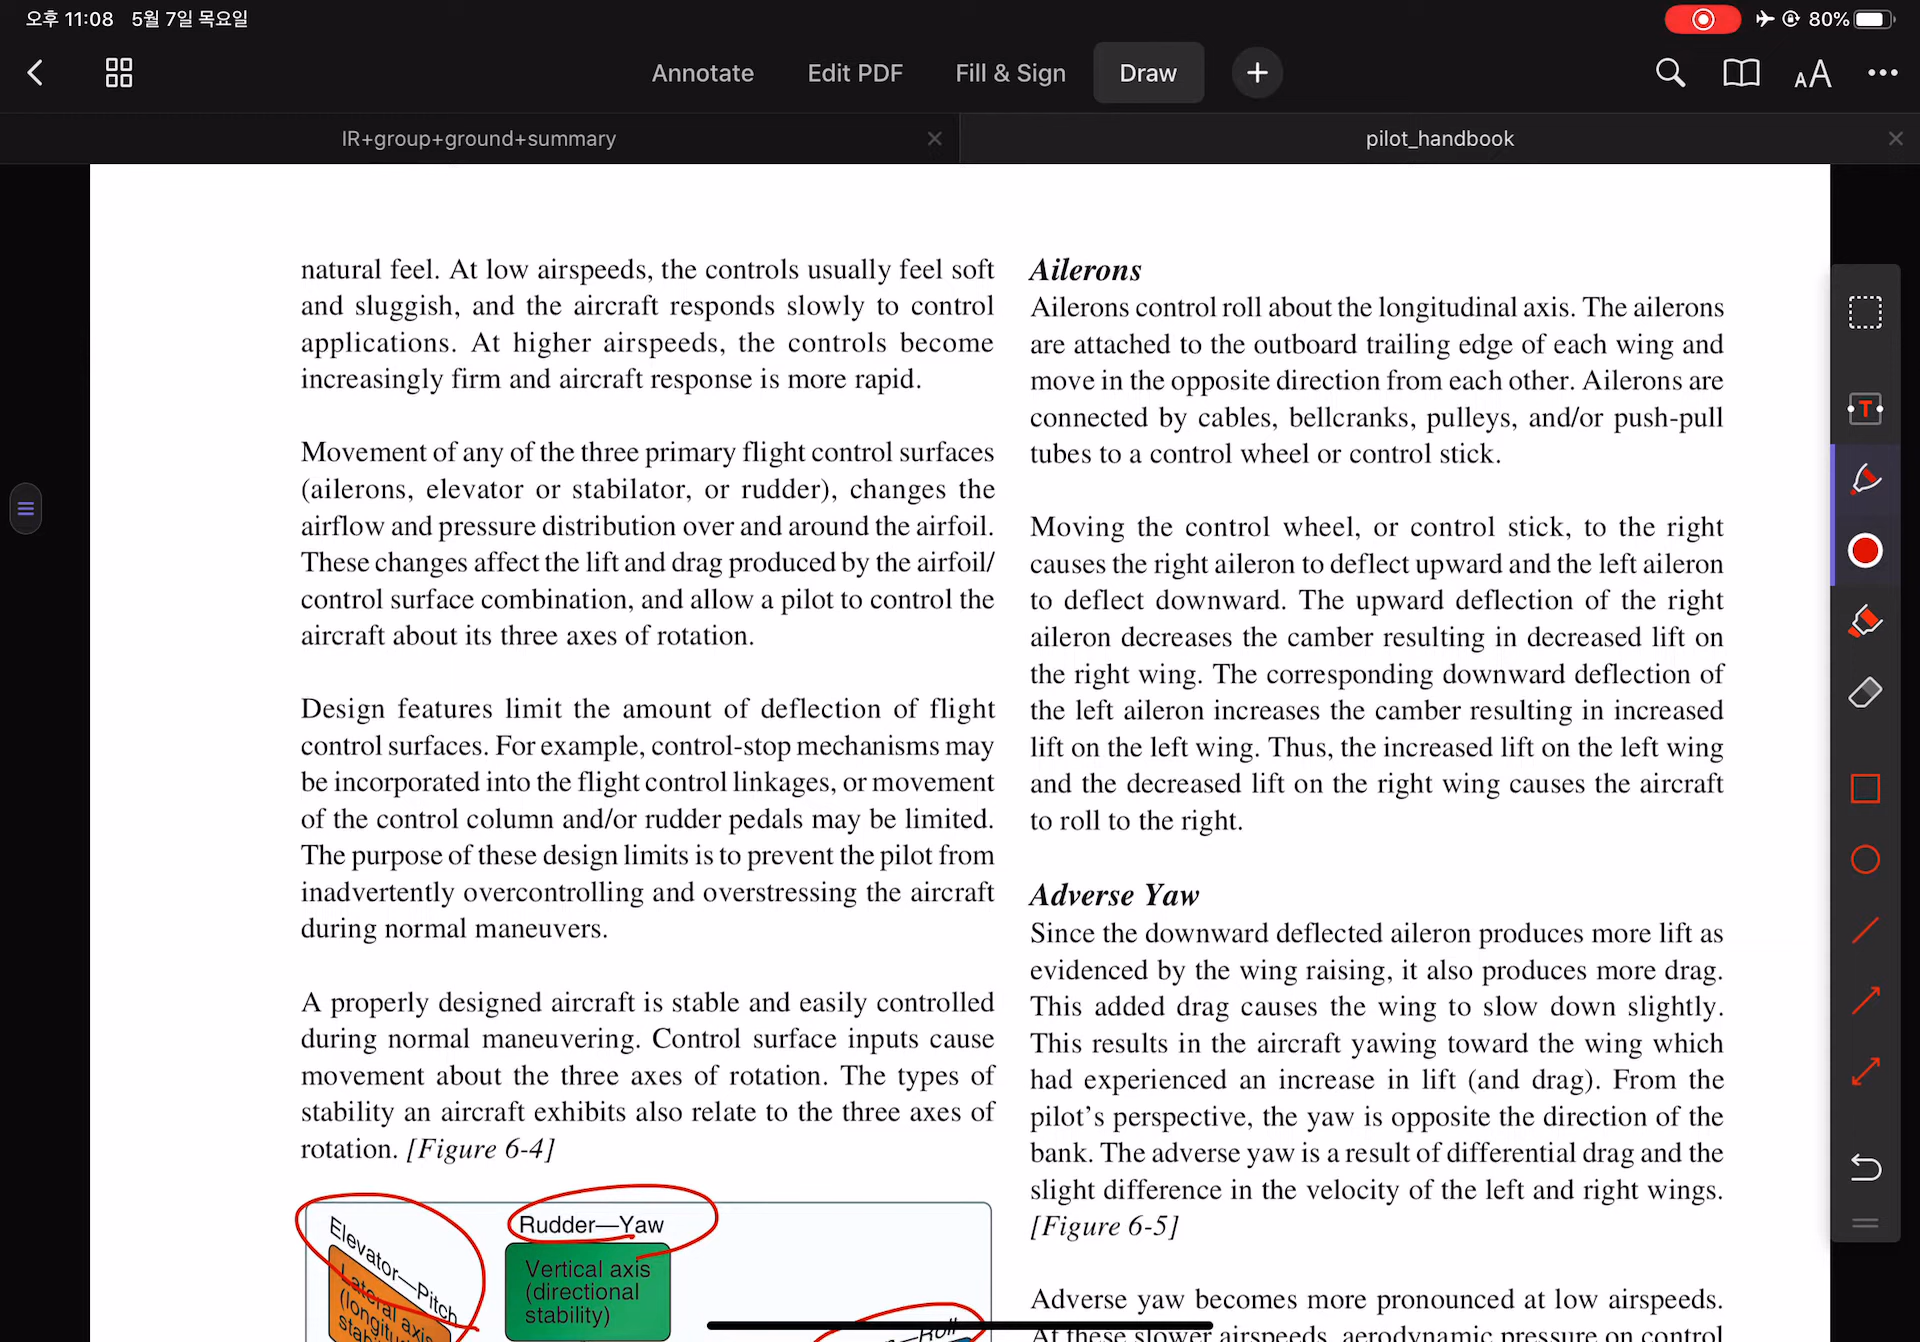 오후 11:08 5월 7일 목요일
80%
Annotate Edit PDF Fill & Sign Draw
AA
IR+group+ground+summary
pilot_handbook
natural feel. At low airspeeds, the controls usually feel soft
and sluggish, and the aircraft responds slowly to control
applications. At higher airspeeds, the controls become
increasingly firm and aircraft response is more rapid.
Movement of any of the three primary flight control surfaces
(ailerons, elevator or stabilator, or rudder), changes the
airflow and pressure distribution over and around the airfoil.
These changes affect the lift and drag produced by the airfoil/
control surface combination, and allow a pilot to control the
aircraft about its three axes of rotation.
Design features limit the amount of deflection of flight
control surfaces. For example, control-stop mechanisms may
be incorporated into the flight control linkages, or movement
of the control column and/or rudder pedals may be limited.
The purpose of these design limits is to prevent the pilot from
inadvertently overcontrolling and overstressing the aircraft
during normal maneuvers.
A properly designed aircraft is stable and easily controlled
during normal maneuvering. Control surface inputs cause
movement about the three axes of rotation. The types of
stability an aircraft exhibits also relate to the three axes of
rotation. [Figure 6-4]
Elevator—Pitch
Lateral axis
Rudder—Yaw
Vertical axis
(directional
stability)
—Roll
Ailerons
Ailerons control roll about the longitudinal axis. The ailerons
are attached to the outboard trailing edge of each wing and
move in the opposite direction from each other. Ailerons are
connected by cables, bellcranks, pulleys, and/or push-pull
tubes to a control wheel or control stick.
Moving the control wheel, or control stick, to the right
causes the right aileron to deflect upward and the left aileron
to deflect downward. The upward deflection of the right
aileron decreases the camber resulting in decreased lift on
the right wing. The corresponding downward deflection of
the left aileron increases the camber resulting in increased
lift on the left wing. Thus, the increased lift on the left wing
and the decreased lift on the right wing causes the aircraft
to roll to the right.
Adverse Yaw
Since the downward deflected aileron produces more lift as
evidenced by the wing raising, it also produces more drag.
This added drag causes the wing to slow down slightly.
This results in the aircraft yawing toward the wing which
had experienced an increase in lift (and drag). From the
pilot’s perspective, the yaw is opposite the direction of the
bank. The adverse yaw is a result of differential drag and the
slight difference in the velocity of the left and right wings.
[Figure 6-5]
Adverse yaw becomes more pronounced at low airspeeds.
At these slower airspeeds, aerodynamic pressure on control
T